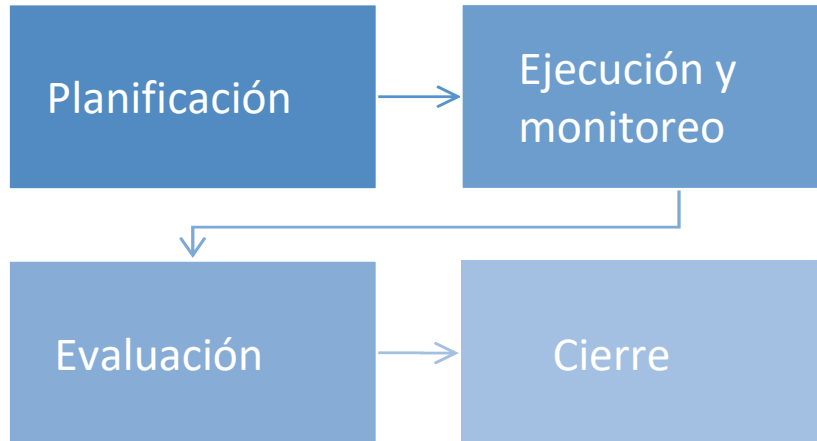 Planificación
Ejecución y
monitoreo
Evaluación
Cierre